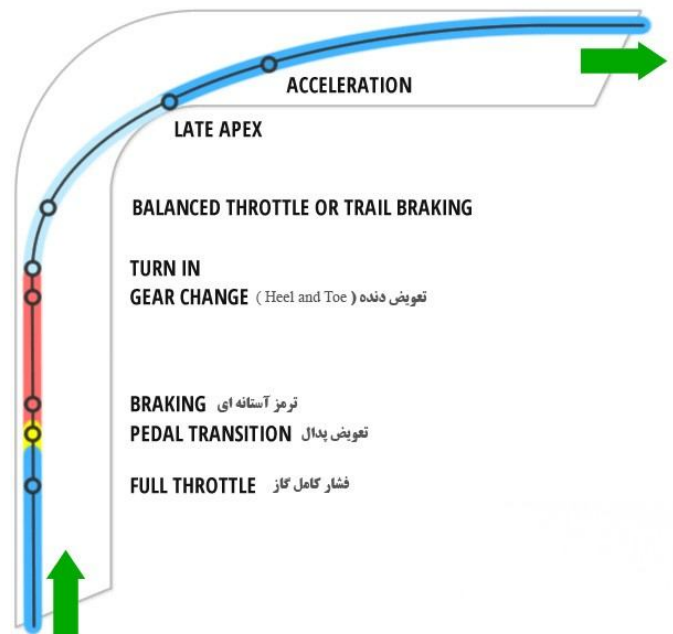 ACCELERATION
LATE APEX
BALANCED THROTTLE OR TRAIL BRAKING
TURN IN
GEAR CHANGE ( Heel and Toe ) تعویض دنده
BRAKING ترمز آستانه ای
PEDAL TRANSITION تعویض پدال
FULL THROTTLE فشار کامل گاز